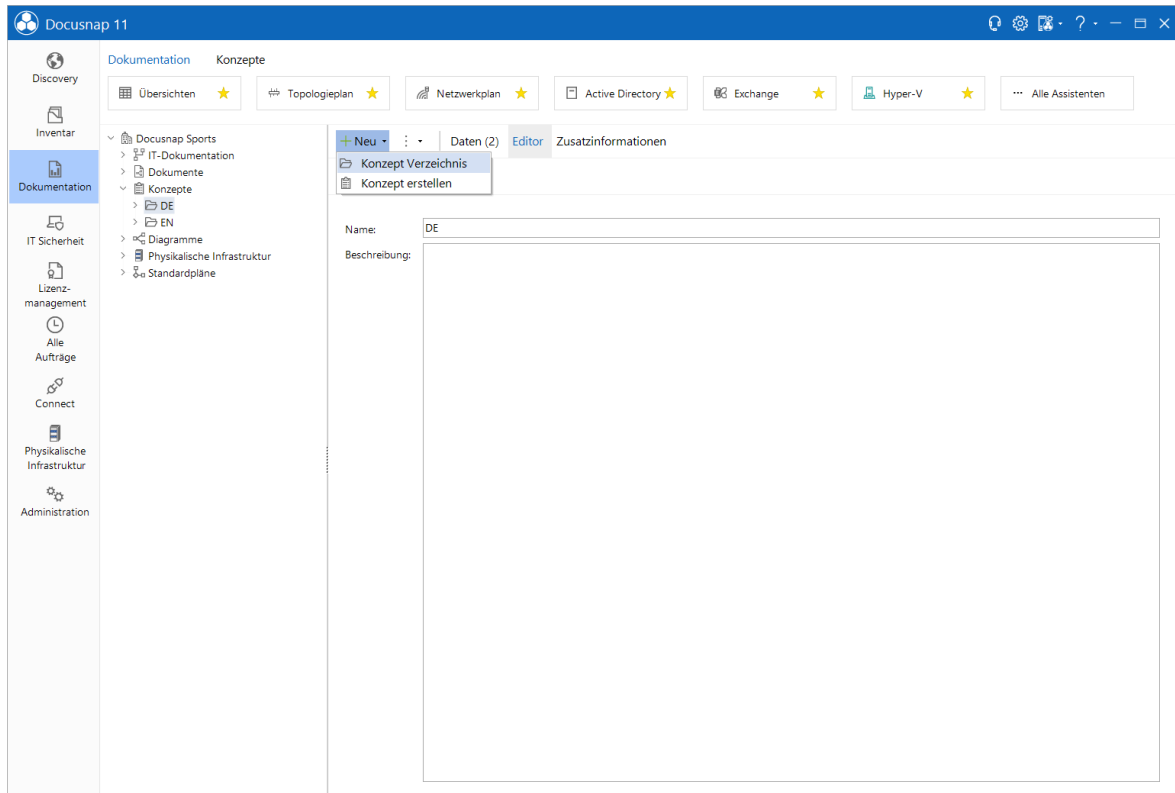 Docusnap 11
Discovery
Inventar
Dokumentation
IT Sicherheit
Lizenz-
management
Alle
Aufträge
Connect
Physikalische
Infrastruktur
Administration
Dokumentation Konzepte
Übersichten Topologieplan Netzwerkplan Active Directory Exchange Hyper-V ··· Alle Assistenten
Docusnap Sports
IT-Dokumentation
Dokumente
Konzepte
DE
EN
Diagramme
Physikalische Infrastruktur
Standardpläne
+ Neu Daten (2) Editor Zusatzinformationen
Konzept Verzeichnis
Konzept erstellen
Name: DE
Beschreibung: